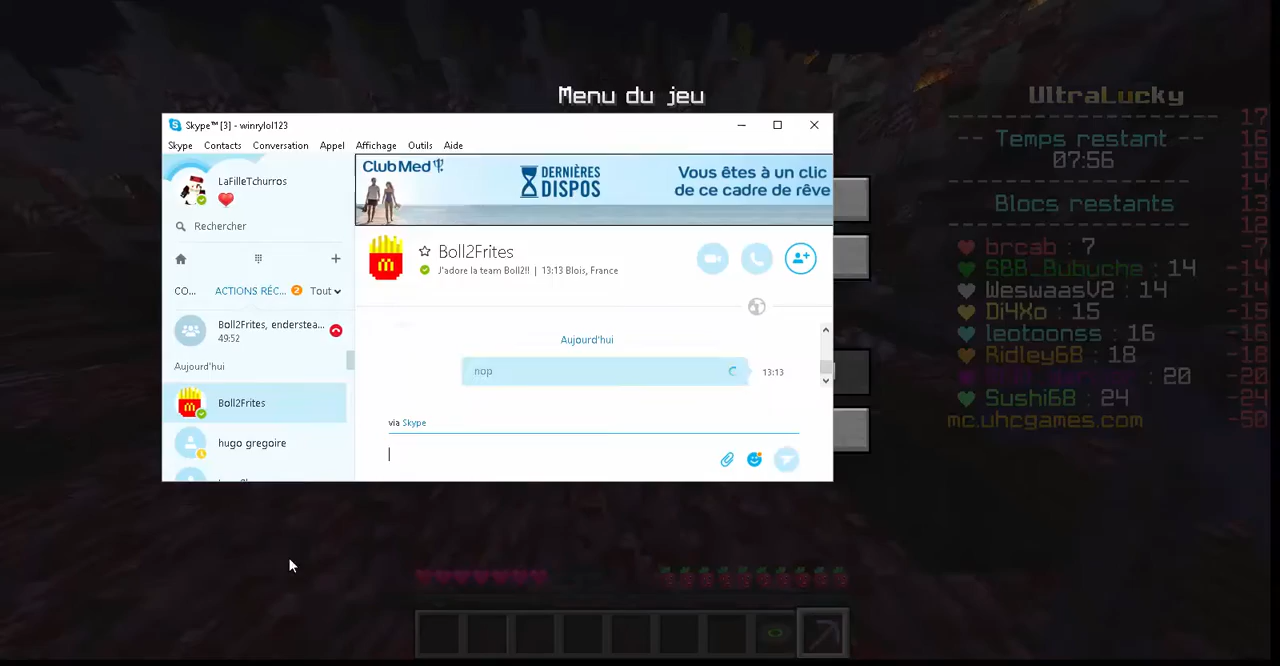 Menu du jeu
Skype™ [3] - winrylol123
Skype Contacts Conversation Appel Affichage Outils Aide
LaFilleTchurros
Rechercher
CO... ACTIONS RÉC... 2 Tout
Boll2Frites, enderstea...
49:52
Aujourd'hui
Boll2Frites
hugo gregoire
ClubMed
DERNIÈRES
DISPOS
Vous êtes à un clic
de ce cadre de rêve
Boll2Frites
J'adore la team Boll2!! | 13:13 Blois, France
Aujourd'hui
nop 13:13
via Skype
UltraLucky
17
-- Temps restant -- 16
07:56 15
14
Blocs restants 13
12
brcab : 7 -7
SBB_Bubuche : 14 -14
WeswaasV2 : 14 -14
Di4Xo : 15 -15
leotoonss : 16 -16
Ridley68 : 18 -18
: 20 -20
Sushi68 : 24 -24
mc.uhcgames.com -50